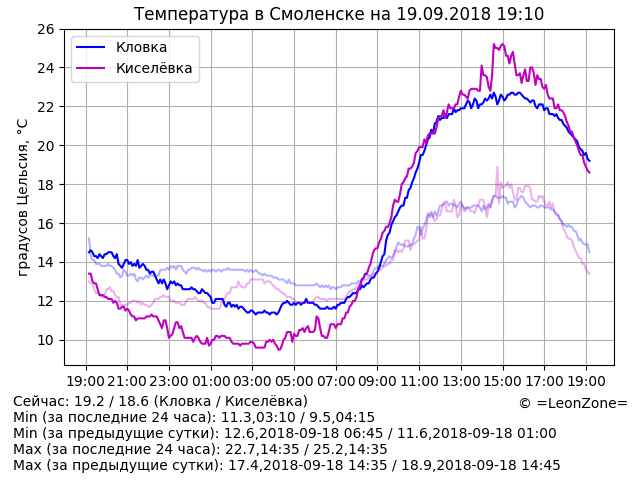 Температура в Смоленске на 19.09.2018 19:10
Кловка
Киселёвка
градусов Цельсия, °C
26
24
22
20
18
16
14
12
10
19:00 21:00 23:00 01:00 03:00 05:00 07:00 09:00 11:00 13:00 15:00 17:00 19:00
Сейчас: 19.2 / 18.6 (Кловка / Киселёвка)
© =LeonZone=
Min (за последние 24 часа): 11.3,03:10 / 9.5,04:15
Min (за предыдущие сутки): 12.6,2018-09-18 06:45 / 11.6,2018-09-18 01:00
Max (за последние 24 часа): 22.7,14:35 / 25.2,14:35
Max (за предыдущие сутки): 17.4,2018-09-18 14:35 / 18.9,2018-09-18 14:45